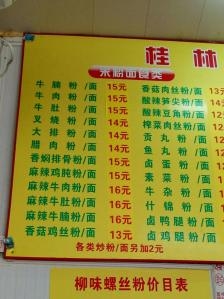 桂林
米粉面食类
牛腩粉/面 15元
牛肉粉/面 15元
牛肚粉/面 15元
叉烧粉/面 13元
大排粉/面 14元
腊肉粉/面 14元
香焖排骨粉/面 15元
麻辣鸡肫粉/面 15元
麻辣牛肉粉/面 16元
麻辣牛肚粉/面 16元
麻辣牛腩粉/面 16元
香菇鸡丝粉/面 13元
香菇肉丝粉/面 13
酸辣笋尖粉/面
酸辣豆角粉/面
榨菜肉丝粉/面
贡丸粉/面
鱼丸粉/面
卤蛋粉/面
素菜粉/面
牛杂粉/面
什锦粉/面
卤鸭腿粉/面
卤鸡腿粉/面
各类炒粉/面另加2元
柳味螺丝粉价目表